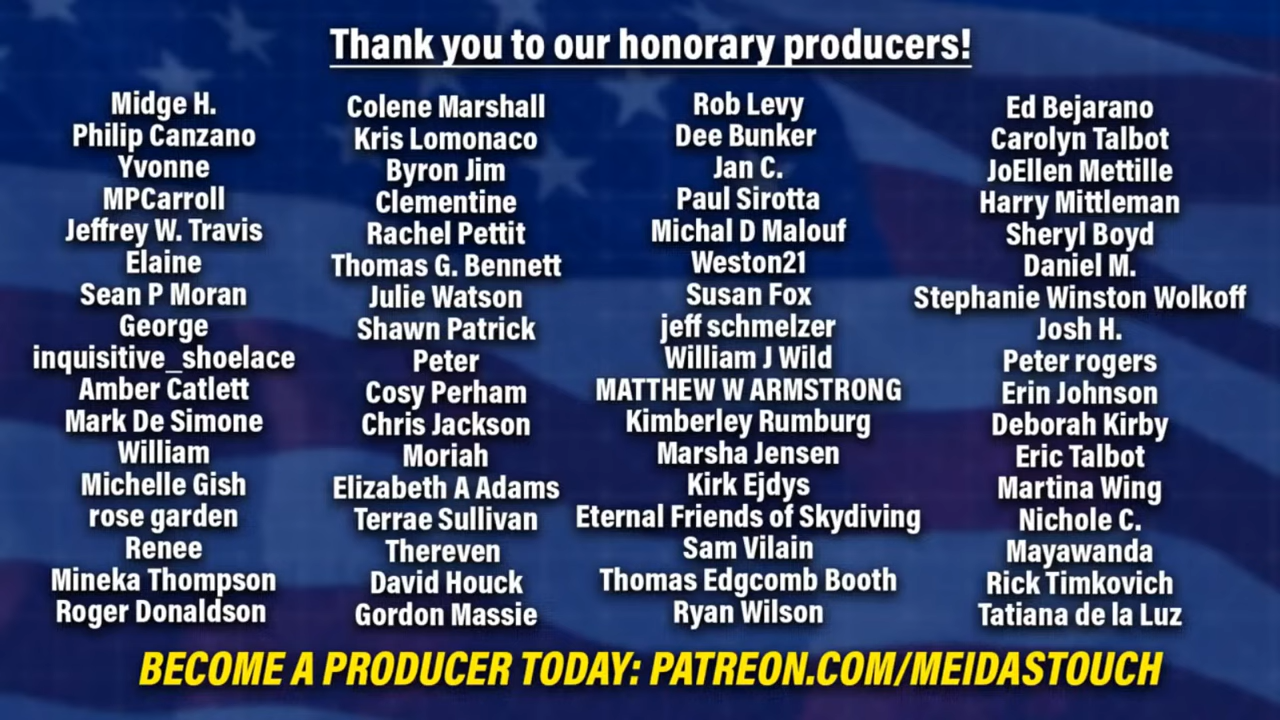 Thank you to our honorary producers!
Midge H.
Philip Canzano
Yvonne
MPCarroll
Jeffrey W. Travis
Elaine
Sean P Moran
George
inquisitive_shoelace
Amber Catlett
Mark De Simone
William
Michelle Gish
rose garden
Renee
Mineka Thompson
Roger Donaldson
Colene Marshall
Kris Lomonaco
Byron Jim
Clementine
Rachel Pettit
Thomas G. Bennett
Julie Watson
Shawn Patrick
Peter
Cosy Perham
Chris Jackson
Moriah
Elizabeth A Adams
Terrae Sullivan
Thereven
David Houck
Gordon Massie
Rob Levy
Dee Bunker
Jan C.
Paul Sirotta
Michal D Malouf
Weston21
Susan Fox
jeff schmelzer
William J Wild
MATTHEW W ARMSTRONG
Kimberley Rumburg
Marsha Jensen
Kirk Ejdys
Eternal Friends of Skydiving
Sam Vilain
Thomas Edgcomb Booth
Ryan Wilson
Ed Bejarano
Carolyn Talbot
JoEllen Mettille
Harry Mittleman
Sheryl Boyd
Daniel M.
Stephanie Winston Wolkoff
Josh H.
Peter rogers
Erin Johnson
Deborah Kirby
Eric Talbot
Martina Wing
Nichole C.
Mayawanda
Rick Timkovich
Tatiana de la Luz
BECOME A PRODUCER TODAY: PATREON.COM/MEIDASTOUCH